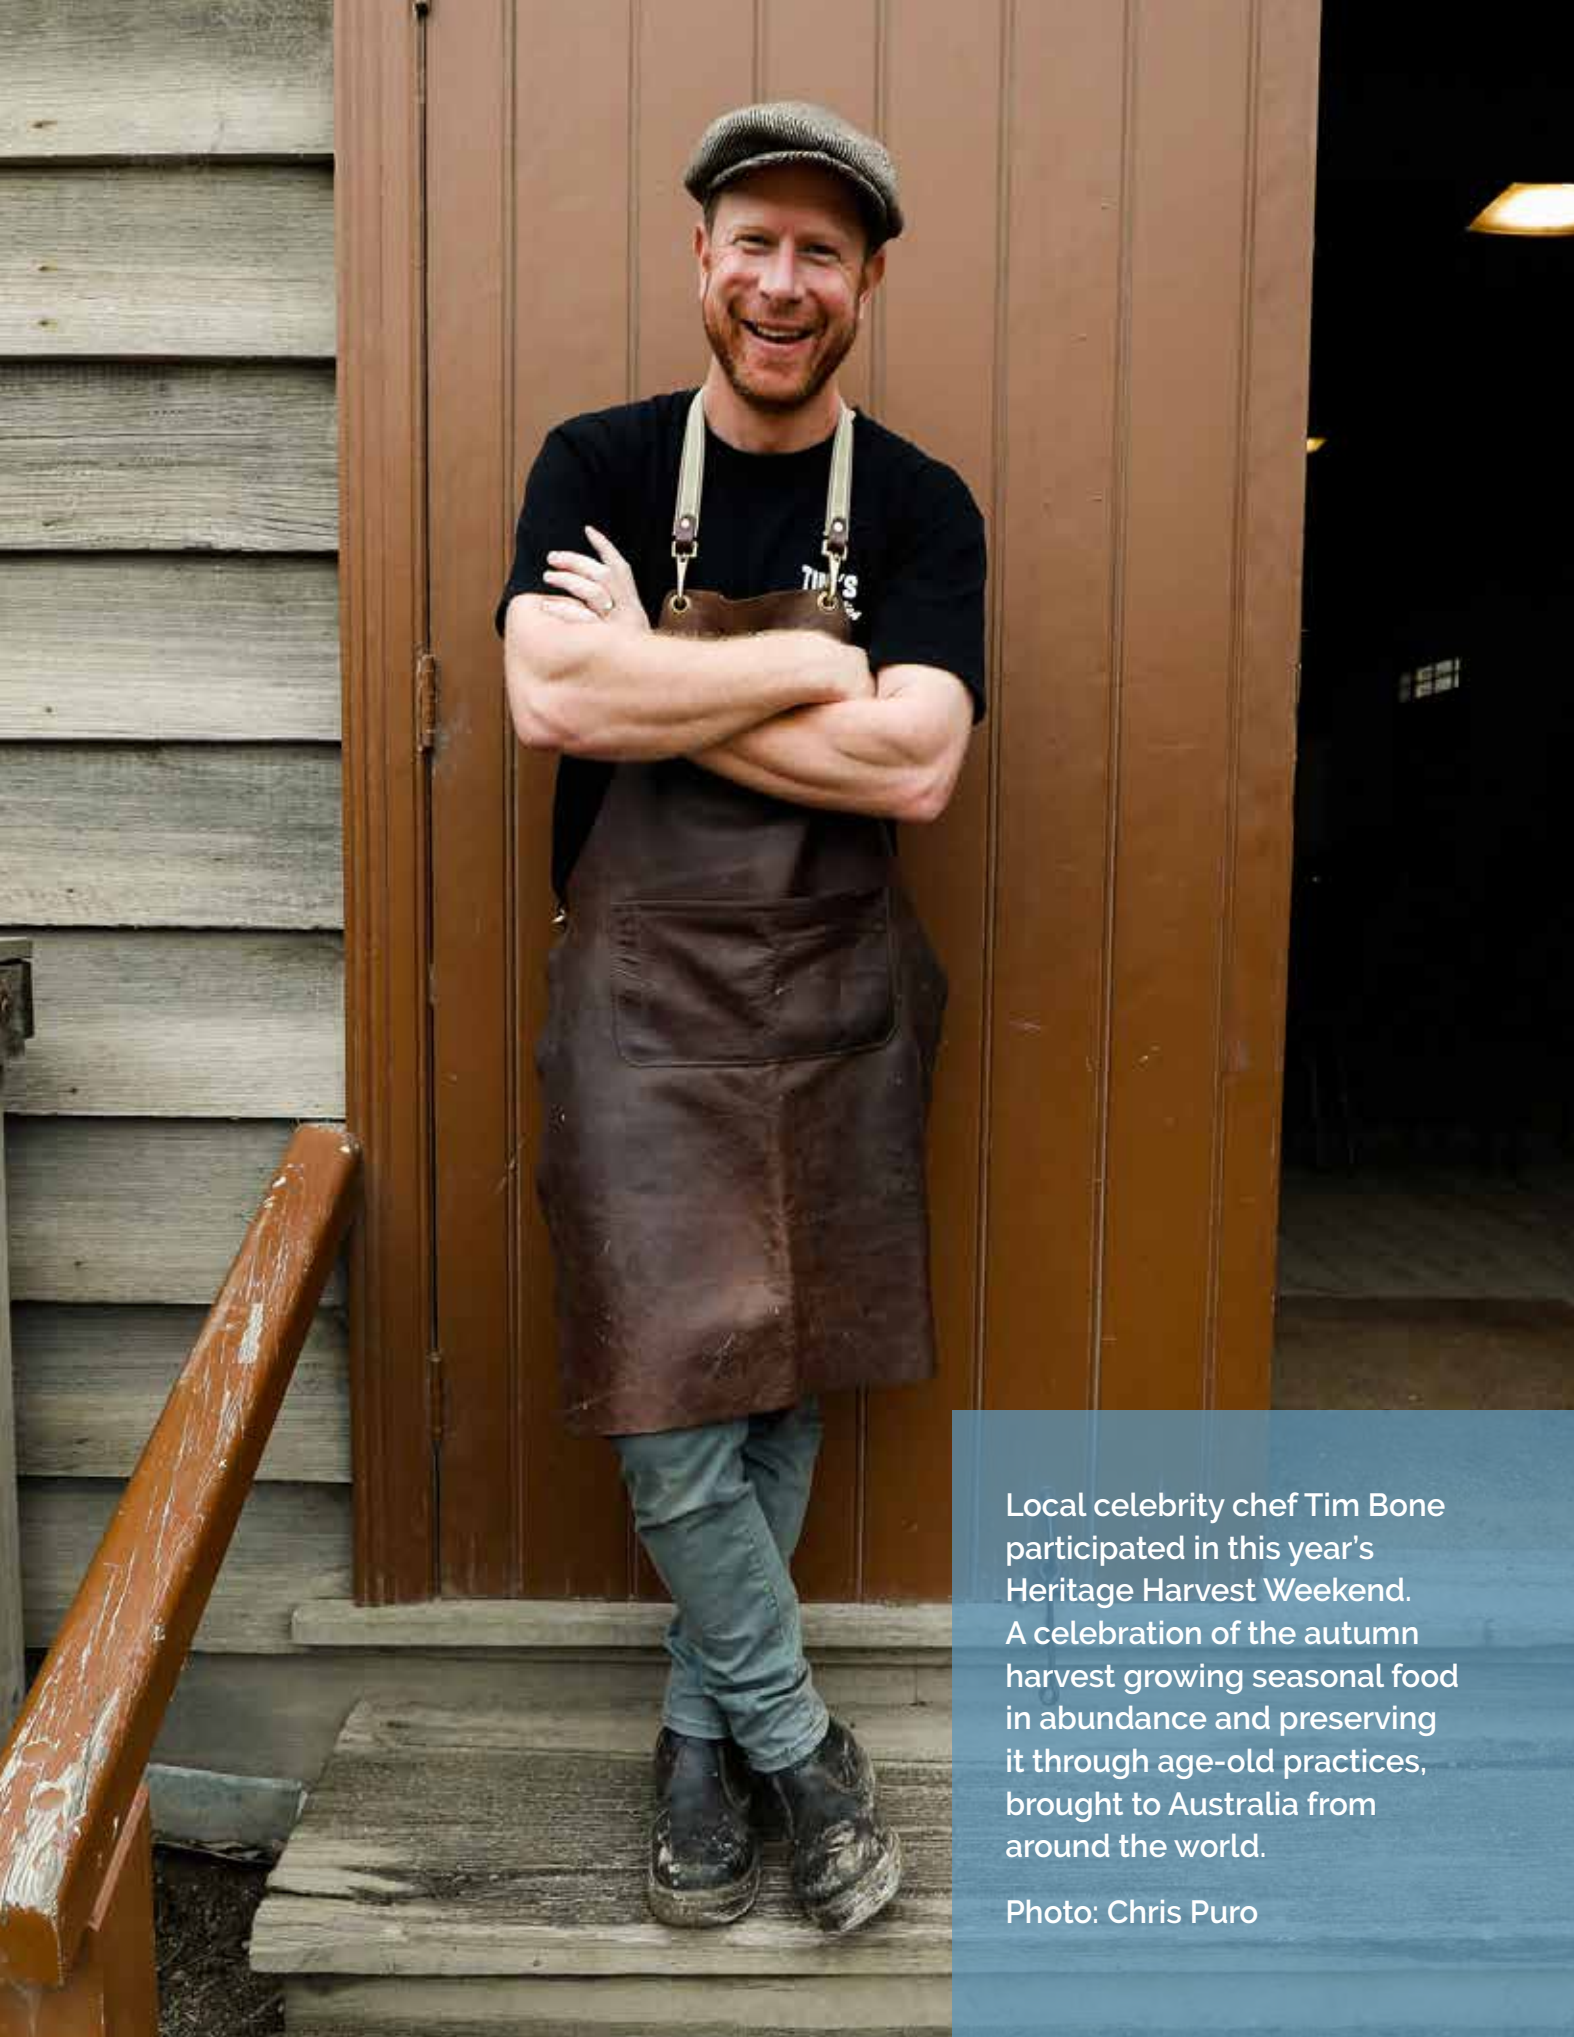 TIM'S
Local celebrity chef Tim Bone
participated in this year’s
Heritage Harvest Weekend.
A celebration of the autumn
harvest growing seasonal food
in abundance and preserving
it through age-old practices,
brought to Australia from
around the world.
Photo: Chris Puro